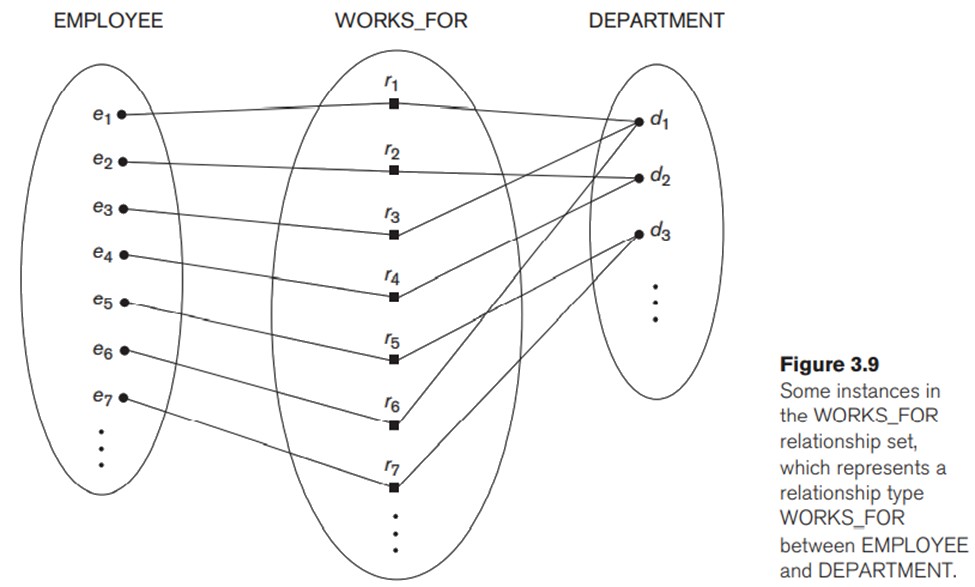 EMPLOYEE WORKS_FOR DEPARTMENT
r1
e1 d1
r2
e2 d2
e3 r3
d3
e4 r4
e5
r5
e6
r6
e7
r7
Figure 3.9
Some instances in
the WORKS_FOR
relationship set,
which represents a
relationship type
WORKS_FOR
between EMPLOYEE
and DEPARTMENT.